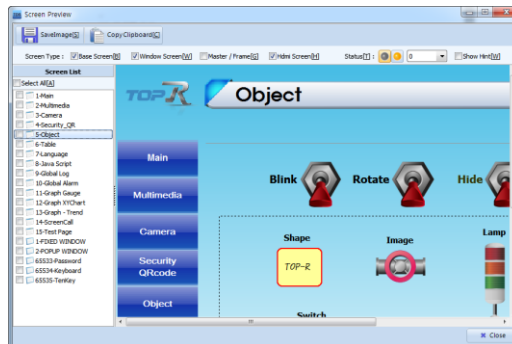 Screen Preview
SaveImage[S] CopyClipboard[C]
Screen Type : Base Screen[B] Window Screen[W] Master / Frame[G] Hdmi Screen[H] Status[T] : 0 Show Hint[W]
Screen List
Select All[A]
1-Main
2-Multimedia
3-Camera
4-Security_QR
5-Object
6-Table
7-Language
8-Java Script
9-Global Log
10-Global Alarm
11-Graph Gauge
12-Graph XYChart
13-Graph - Trend
14-ScreenCall
15-Test Page
1-FIXED WINDOW
2-POPUP WINDOW
65533-Password
65534-Keyboard
65535-TenKey
TOP-R Object
Main
Multimedia
Camera
Security
QRcode
Object
Blink Rotate Hide
Shape Image Lamp
TOP-R
Switch
Close